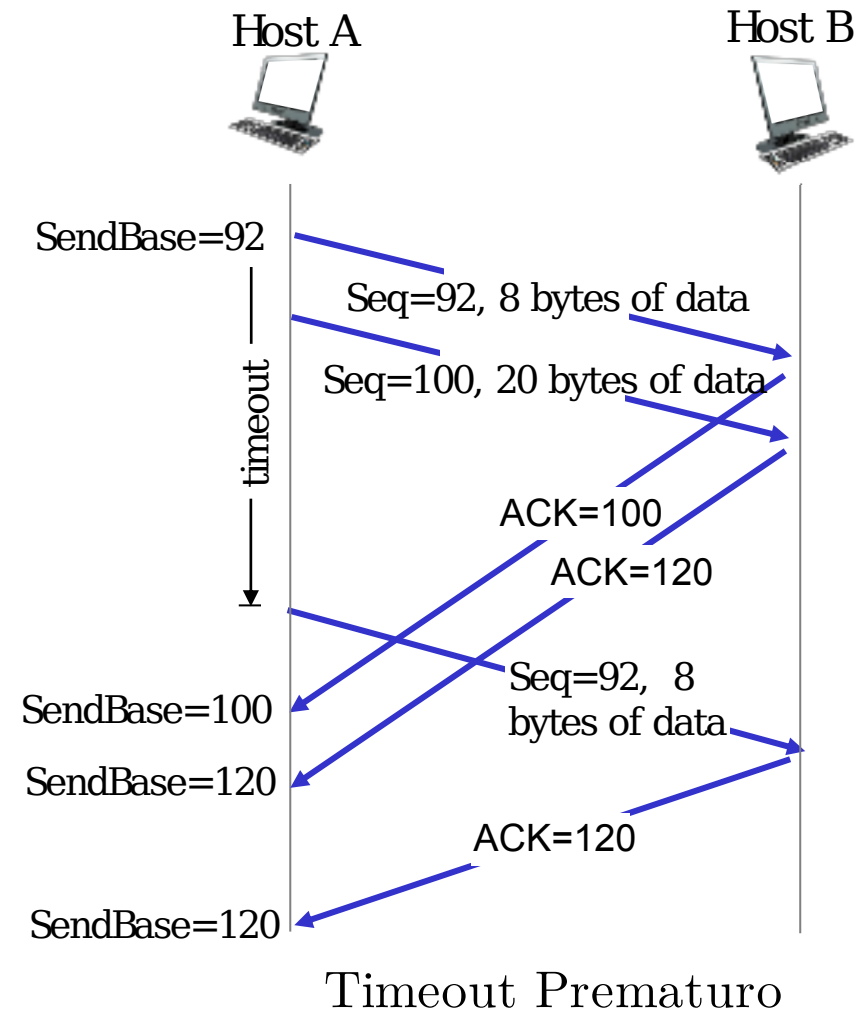 Host A
Host B
SendBase=92
Seq=92, 8 bytes of data
Seq=100, 20 bytes of data
timeout
ACK=100
ACK=120
Seq=92, 8
bytes of data
SendBase=100
SendBase=120
ACK=120
SendBase=120
Timeout Prematuro